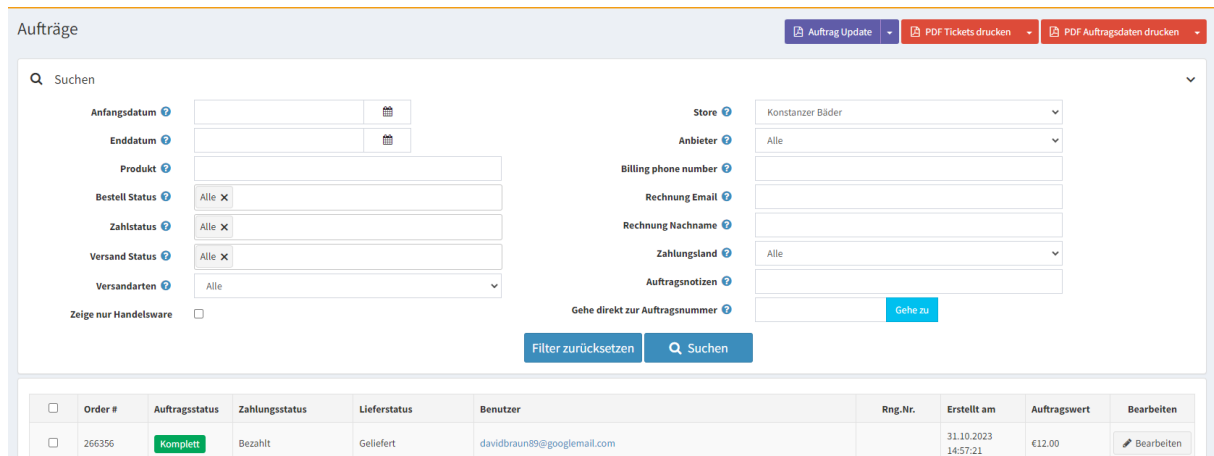 Aufträge
Auftrag Update
PDF Tickets drucken
PDF Auftragsdaten drucken
Suchen
Anfangsdatum
Store Konstanzer Bäder
Enddatum
Anbieter Alle
Produkt
Billing phone number
Bestell Status Alle
Rechnung Email
Zahlstatus Alle
Rechnung Nachname
Versand Status Alle
Zahlungsland Alle
Versandarten Alle
Auftragsnotizen
Zeige nur Handelsware
Gehe direkt zur Auftragsnummer Gehe zu
Filter zurücksetzen Suchen
Order # Auftragsstatus Zahlungsstatus Lieferstatus Benutzer Rng.Nr. Erstellt am Auftragswert Bearbeiten
266356 Komplett Bezahlt Geliefert davidbraun89@googlemail.com 31.10.2023 14:57:21 €12.00 Bearbeiten